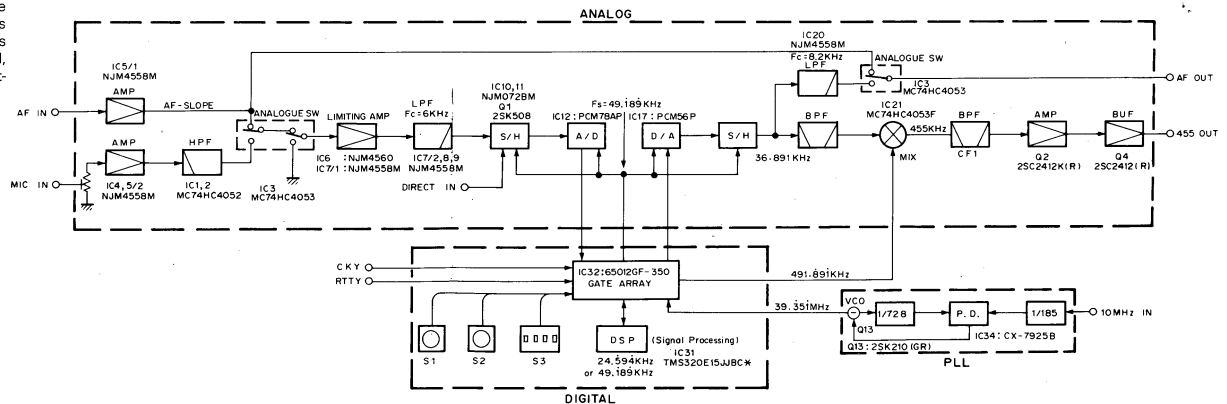 e
s
s
l,
t-
ANALOG
IC5/1
NJM4558M
AMP
AF IN
AF-SLOPE
ANALOGUE SW
AMP
HPF
MIC IN
IC4,5/2
NJM4558M
IC1,2
MC74HC4052
IC3
MC74HC4053
LIMITING AMP
IC6 :NJM4560
IC7/1:NJM4558M
LPF
Fc=6KHz
IC7/2,8,9
NJM4558M
DIRECT IN
IC10,11
NJM072BM
Q1
2SK508
S/H
Fs=49.189KHz
IC12:PCM78AP
A/D
IC17:PCM56P
D/A
S/H
36.891KHz
IC20
NJM4558M
Fc=8.2KHz
LPF
ANALOGUE SW
IC3
MC74HC4053
AF OUT
BPF
IC21
MC74HC4053F
MIX
455KHz
BPF
CF1
AMP
Q2
2SC2412K(R)
BUF
Q4
2SC2412(R)
455 OUT
CKY
RTTY
IC32:65012GF-350
GATE ARRAY
491.891KHz
39.351MHz
S1
S2
S3
DSP
(Signal Processing)
IC31
TMS320E15JJBC*
24.594KHz
or 49.189KHz
DIGITAL
VCO
Q13
1/728
P.D.
1/185
10MHz IN
IC34:CX-7925B
Q13:2SK210(GR)
PLL